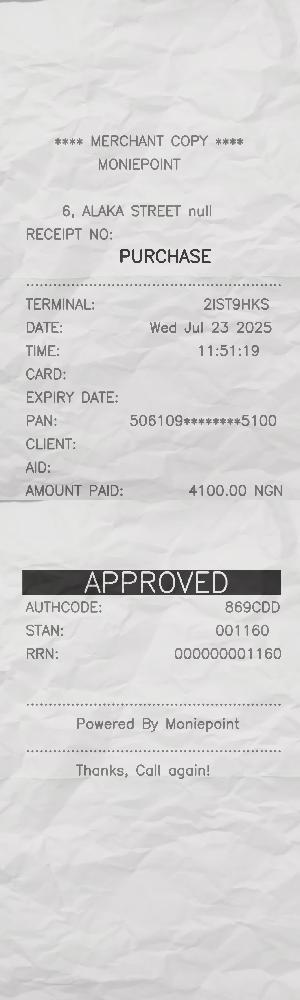 **** MERCHANT COPY ****
MONIEPOINT
6, ALAKA STREET null
RECEIPT NO:
PURCHASE
TERMINAL: 2IST9HKS
DATE: Wed Jul 23 2025
TIME: 11:51:19
CARD:
EXPIRY DATE:
PAN: 506109********5100
CLIENT:
AID:
AMOUNT PAID: 4100.00 NGN
APPROVED
AUTHCODE: 869CDD
STAN: 001160
RRN: 000000001160
Powered By Moniepoint
Thanks, Call again!